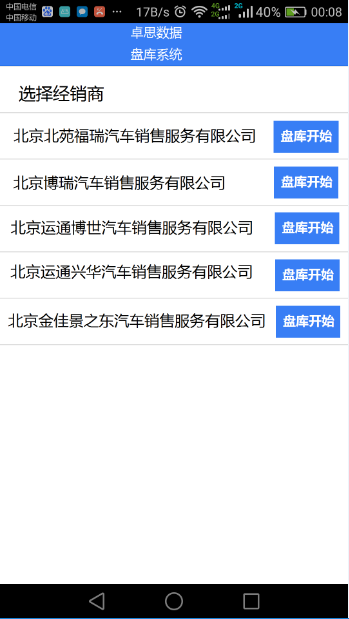 中国电信
中国移动
17B/s
4G
2G
2G
40%
00:08
卓思数据
盘库系统
选择经销商
北京北苑福瑞汽车销售服务有限公司 盘库开始
北京博瑞汽车销售服务有限公司 盘库开始
北京运通博世汽车销售服务有限公司 盘库开始
北京运通兴华汽车销售服务有限公司 盘库开始
北京金佳景之东汽车销售服务有限公司 盘库开始